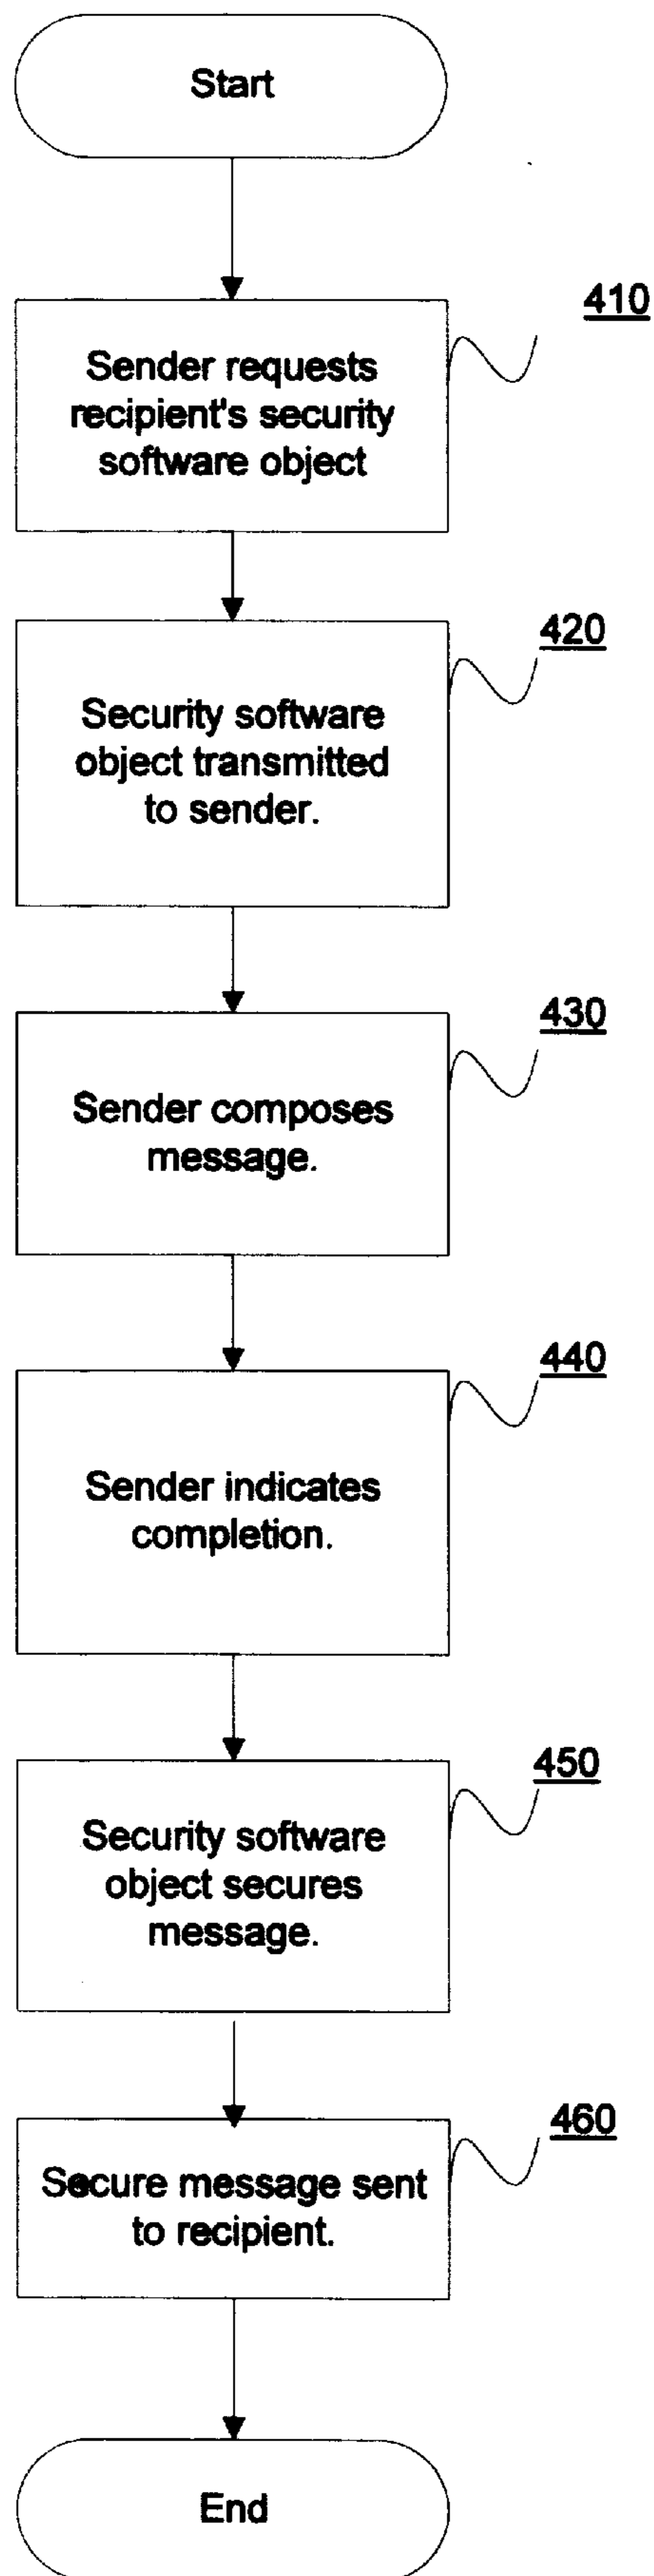 Start
410
Sender requests
recipient's security
software object
420
Security software
object transmitted
to sender.
430
Sender composes
message.
440
Sender indicates
completion.
450
Security software
object secures
message.
460
Secure message sent
to recipient.
End